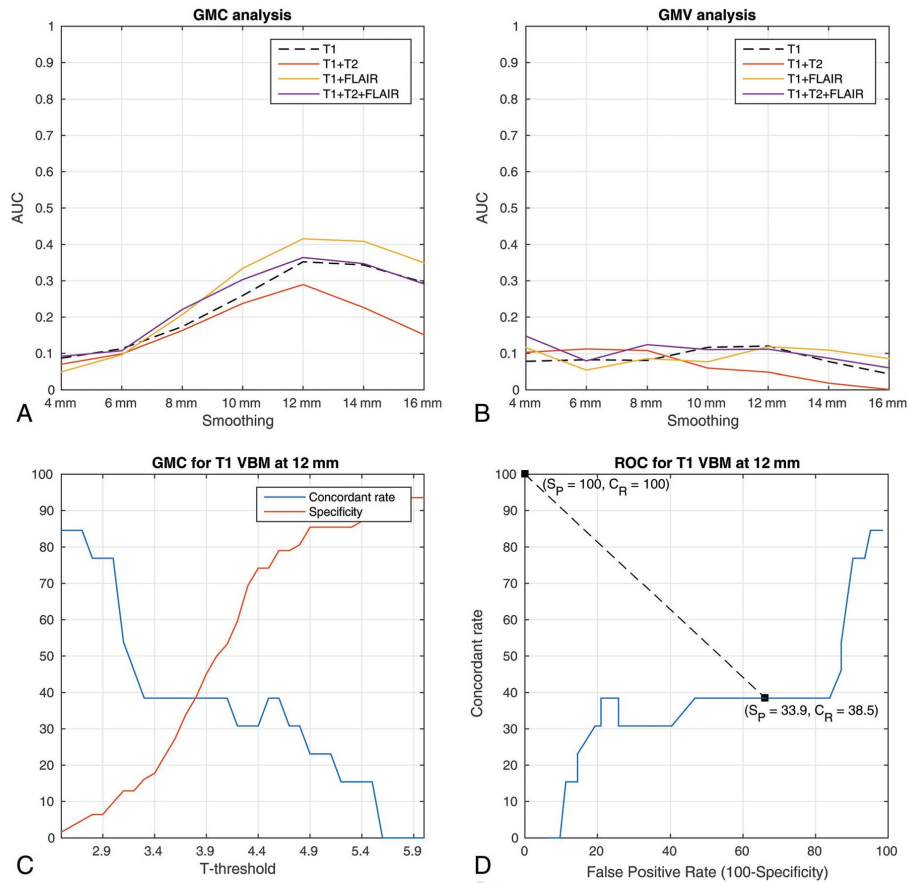 GMC analysis
1
0.9
0.8
0.7
0.6
0.5
0.4
0.3
0.2
0.1
0
AUC
T1
T1+T2
T1+FLAIR
T1+T2+FLAIR
4 mm 6 mm 8 mm 10 mm 12 mm 14 mm 16 mm
Smoothing
A
GMV analysis
1
0.9
0.8
0.7
0.6
0.5
0.4
0.3
0.2
0.1
0
AUC
T1
T1+T2
T1+FLAIR
T1+T2+FLAIR
4 mm 6 mm 8 mm 10 mm 12 mm 14 mm 16 mm
Smoothing
B
GMC for T1 VBM at 12 mm
100
90
80
70
60
50
40
30
20
10
0
Concordant rate
Specificity
2.9 3.4 3.9 4.4 4.9 5.4 5.9
T-threshold
C
ROC for T1 VBM at 12 mm
100
90
80
70
60
50
40
30
20
10
0
Concordant rate
(SP = 100, CR = 100)
(SP = 33.9, CR = 38.5)
0 20 40 60 80 100
False Positive Rate (100-Specificity)
D